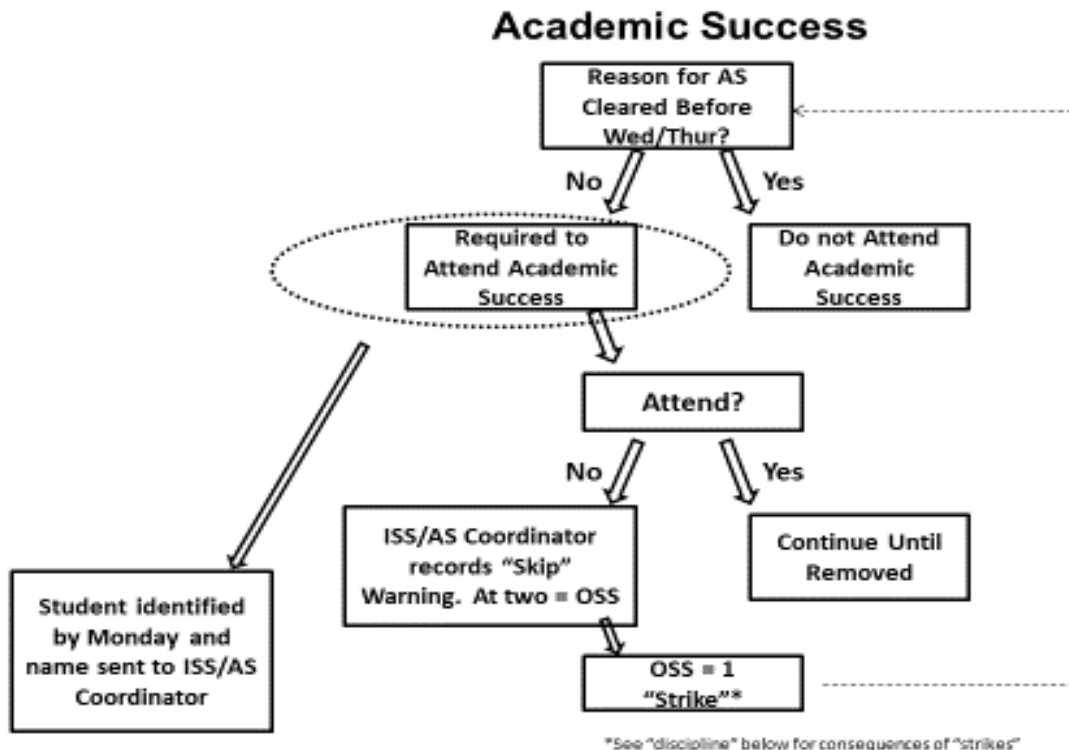 Academic Success
Reason for AS
Cleared Before
Wed/Thur?
No
Yes
Required to
Attend Academic
Success
Do not Attend
Academic
Success
Attend?
No
Yes
ISS/AS Coordinator
records “Skip”
Warning. At two = OSS
Continue Until
Removed
Student identified
by Monday and
name sent to ISS/AS
Coordinator
OSS = 1
“Strike”*
*See “discipline” below for consequences of “strikes”